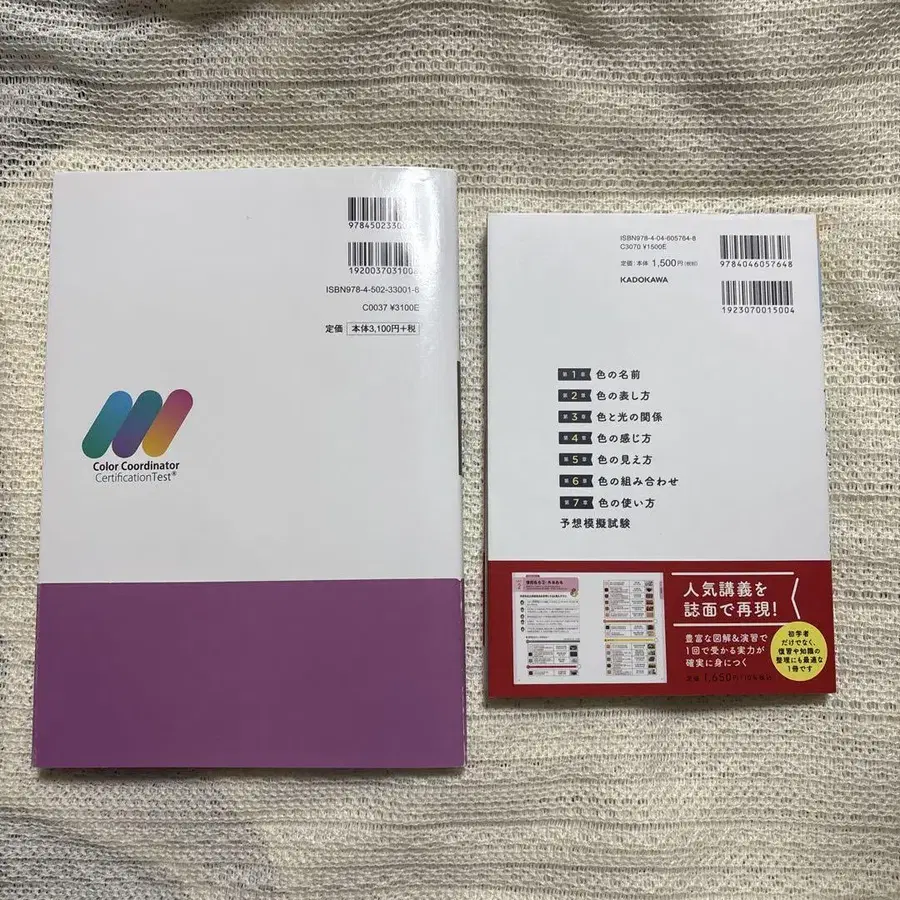 192003703100
ISBN978-4-502-33001-8
C0037 ¥3100E
定価 本体3,100円+税
Color Coordinator
CertificationTest®
ISBN978-4-04-605764-8
C3070 ¥1500E
定価:本体 1,500円(税別)
KADOKAWA
9784046057648
1923070015004
第1章 色の名前
第2章 色の表し方
第3章 色と光の関係
第4章 色の感じ方
第5章 色の見え方
第6章 色の組み合わせ
第7章 色の使い方
予想模擬試験
人気講義を
誌面で再現!
豊富な図解&演習で
1回で受かる実力が
確実に身につく
初学者
だけでなく、
復習や知識の
整理にも最適な
1冊です